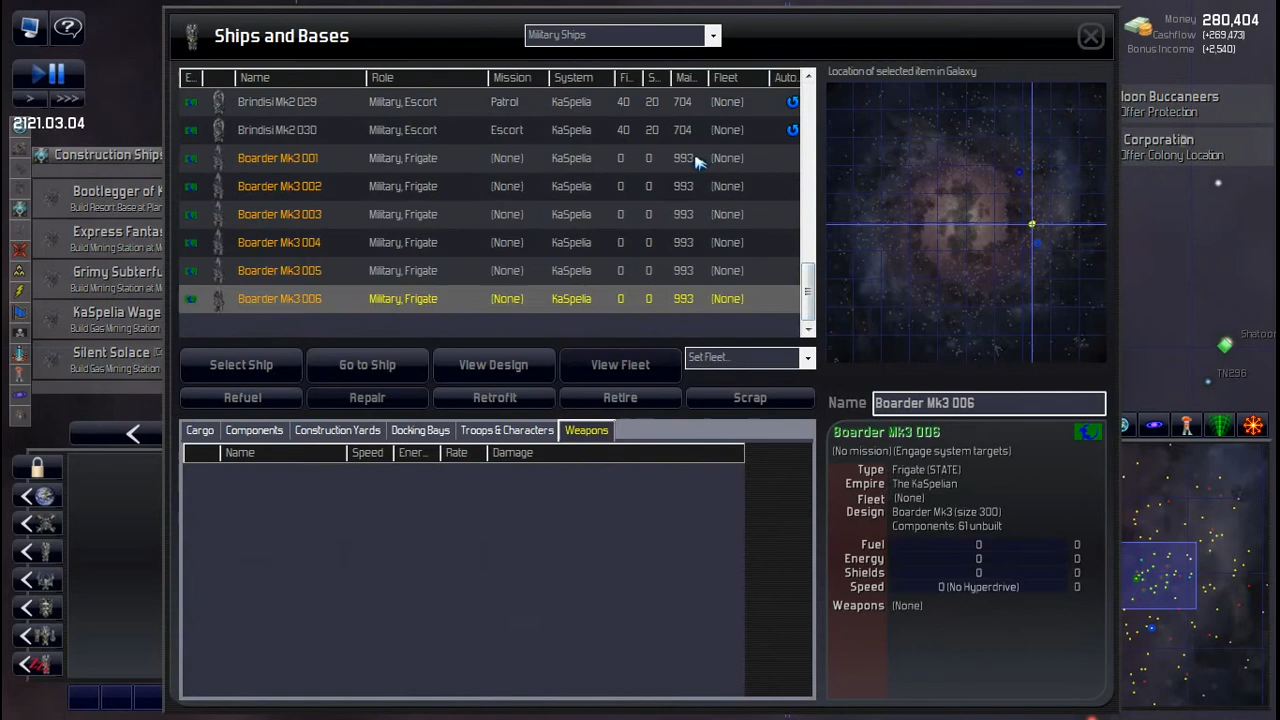 Ships and Bases
Military Ships
Money 280,404
Cashflow (+269,473)
Bonus Income (+2,540)
2121.03.04
Construction Ships
Build Resort Base at Plan
Build Mining Station at M
Grimy Subterfu
Build Mining Station at M
KaSpelia Wage
Build Gas Mining Station
Silent Solace
Build Gas Mining Station
E... Name Role Mission System Fi... S... Mai... Fleet Auto...
Brindisi Mk2 029 Military, Escort Patrol KaSpelia 40 20 704 (None)
Brindisi Mk2 030 Military, Escort Escort KaSpelia 40 20 704 (None)
Boarder Mk3 001 Military, Frigate (None) KaSpelia 0 0 993 (None)
Boarder Mk3 002 Military, Frigate (None) KaSpelia 0 0 993 (None)
Boarder Mk3 003 Military, Frigate (None) KaSpelia 0 0 993 (None)
Boarder Mk3 004 Military, Frigate (None) KaSpelia 0 0 993 (None)
Boarder Mk3 005 Military, Frigate (None) KaSpelia 0 0 993 (None)
Boarder Mk3 006 Military, Frigate (None) KaSpelia 0 0 993 (None)
Select Ship Go to Ship View Design View Fleet Set Fleet...
Refuel Repair Retrofit Retire Scrap
Cargo Components Construction Yards Docking Bays Troops & Characters Weapons
Name Speed Ener... Rate Damage
Location of selected item in Galaxy
Name Boarder Mk3 006
Boarder Mk3 006
(No mission) (Engage system targets)
Type Frigate (STATE)
Empire The KaSpelian
Fleet (None)
Design Boarder Mk3 (size 300)
Components: 61 unbuilt
Fuel 0 0
Energy 0 0
Shields 0 0
Speed 0 (No Hyperdrive) 0
Weapons (None)
loon Buccaneers
Offer Protection
Corporation
Offer Colony Location
TN296